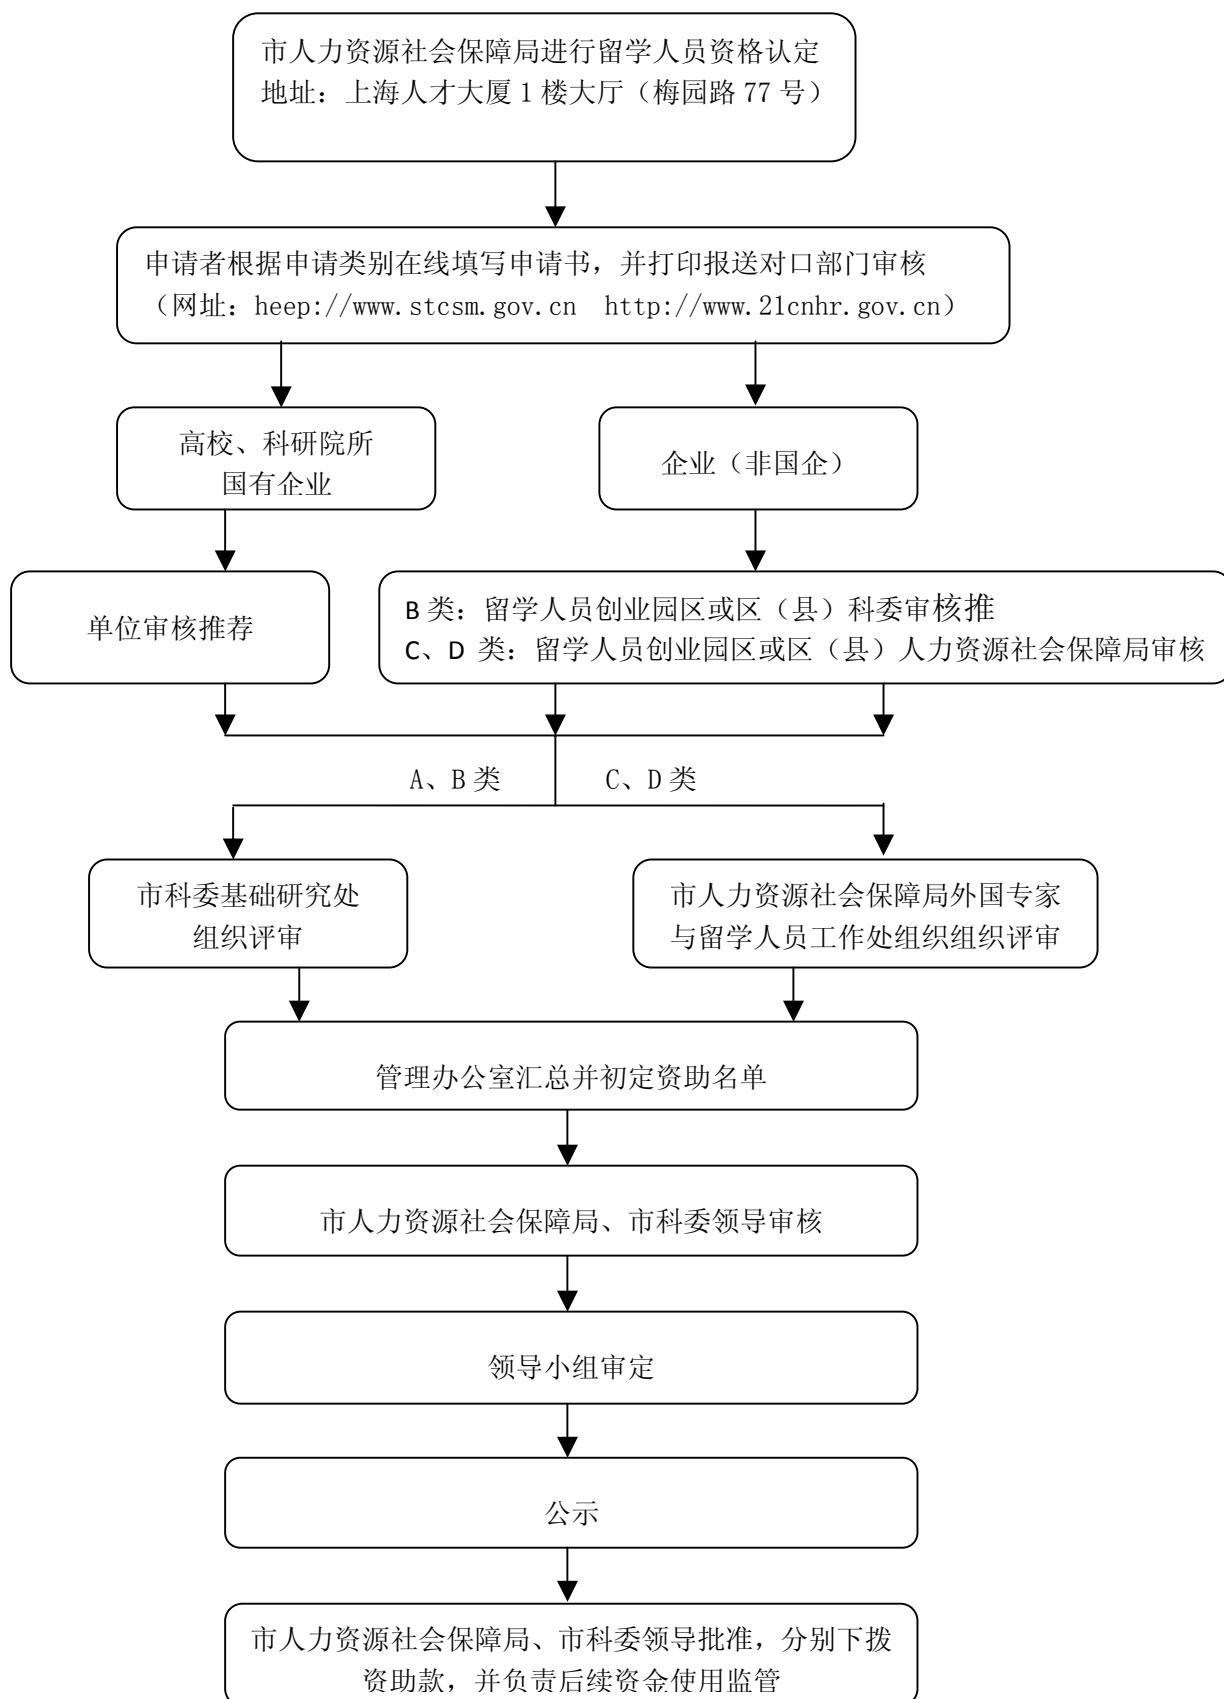 市人力资源社会保障局进行留学人员资格认定
地址：上海人才大厦 1 楼大厅（梅园路 77 号）
申请者根据申请类别在线填写申请书，并打印报送对口部门审核
（网址：heep://www.stcsm.gov.cn  http://www.21cnhr.gov.cn）
高校、科研院所
国有企业
企业（非国企）
单位审核推荐
B 类：留学人员创业园区或区（县）科委审核推
C、D 类：留学人员创业园区或区（县）人力资源社会保障局审核
A、B 类
C、D 类
市科委基础研究处
组织评审
市人力资源社会保障局外国专家
与留学人员工作处组织组织评审
管理办公室汇总并初定资助名单
市人力资源社会保障局、市科委领导审核
领导小组审定
公示
市人力资源社会保障局、市科委领导批准，分别下拨
资助款，并负责后续资金使用监管